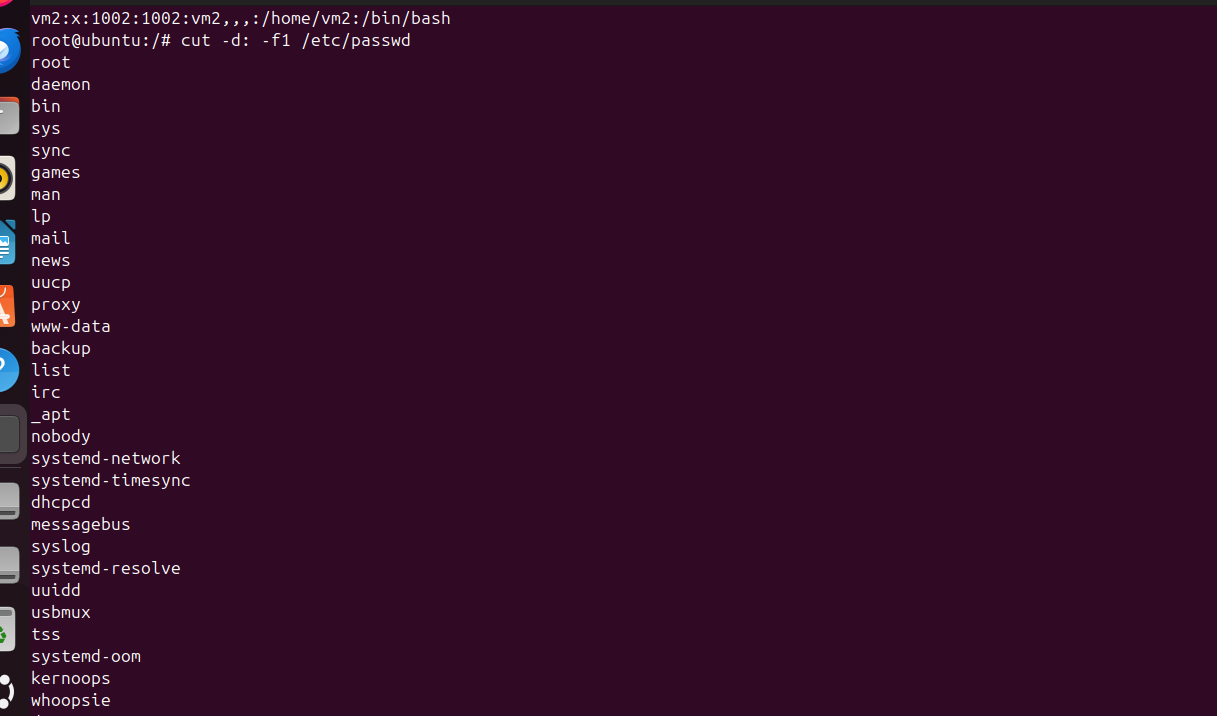 vm2:x:1002:1002:vm2,,,:/home/vm2:/bin/bash
root@ubuntu:/# cut -d: -f1 /etc/passwd
root
daemon
bin
sys
sync
games
man
lp
mail
news
uucp
proxy
www-data
backup
list
irc
_apt
nobody
systemd-network
systemd-timesync
dhcpcd
messagebus
syslog
systemd-resolve
uuidd
usbmux
tss
systemd-oom
kernoops
whoopsie